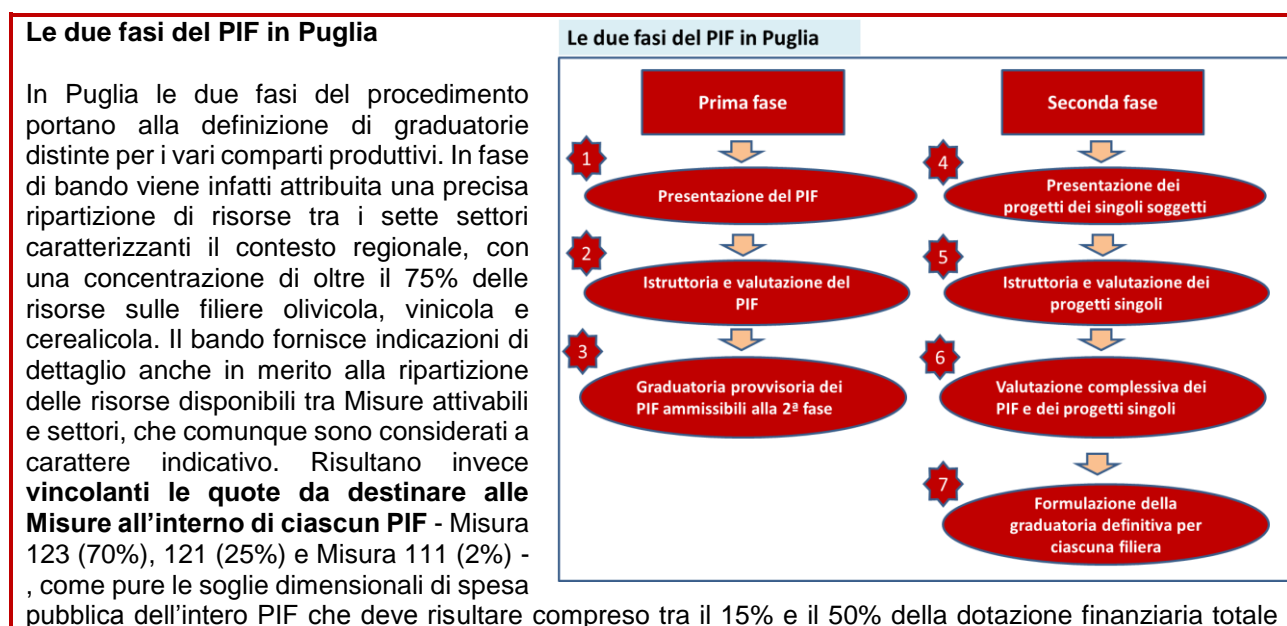 Le due fasi del PIF in Puglia
In Puglia le due fasi del procedimento
portano alla definizione di graduatorie
distinte per i vari comparti produttivi. In fase
di bando viene infatti attribuita una precisa
ripartizione di risorse tra i sette settori
caratterizzanti il contesto regionale, con
una concentrazione di oltre il 75% delle
risorse sulle filiere olivicola, vinicola e
cerealicola. Il bando fornisce indicazioni di
dettaglio anche in merito alla ripartizione
delle risorse disponibili tra Misure attivabili
e settori, che comunque sono considerati a
carattere indicativo. Risultano invece
vincolanti le quote da destinare alle
Misure all'interno di ciascun PIF - Misura
123 (70%), 121 (25%) e Misura 111 (2%) -
, come pure le soglie dimensionali di spesa
pubblica dell'intero PIF che deve risultare compreso tra il 15% e il 50% della dotazione finanziaria totale
Le due fasi del PIF in Puglia
Prima fase
1
Presentazione del PIF
2
Istruttoria e valutazione del
PIF
3
Graduatoria provvisoria dei
PIF ammissibili alla 2ª fase
Seconda fase
4
Presentazione dei
progetti dei singoli soggetti
5
Istruttoria e valutazione dei
progetti singoli
6
Valutazione complessiva dei
PIF e dei progetti singoli
7
Formulazione della
graduatoria definitiva per
ciascuna filiera